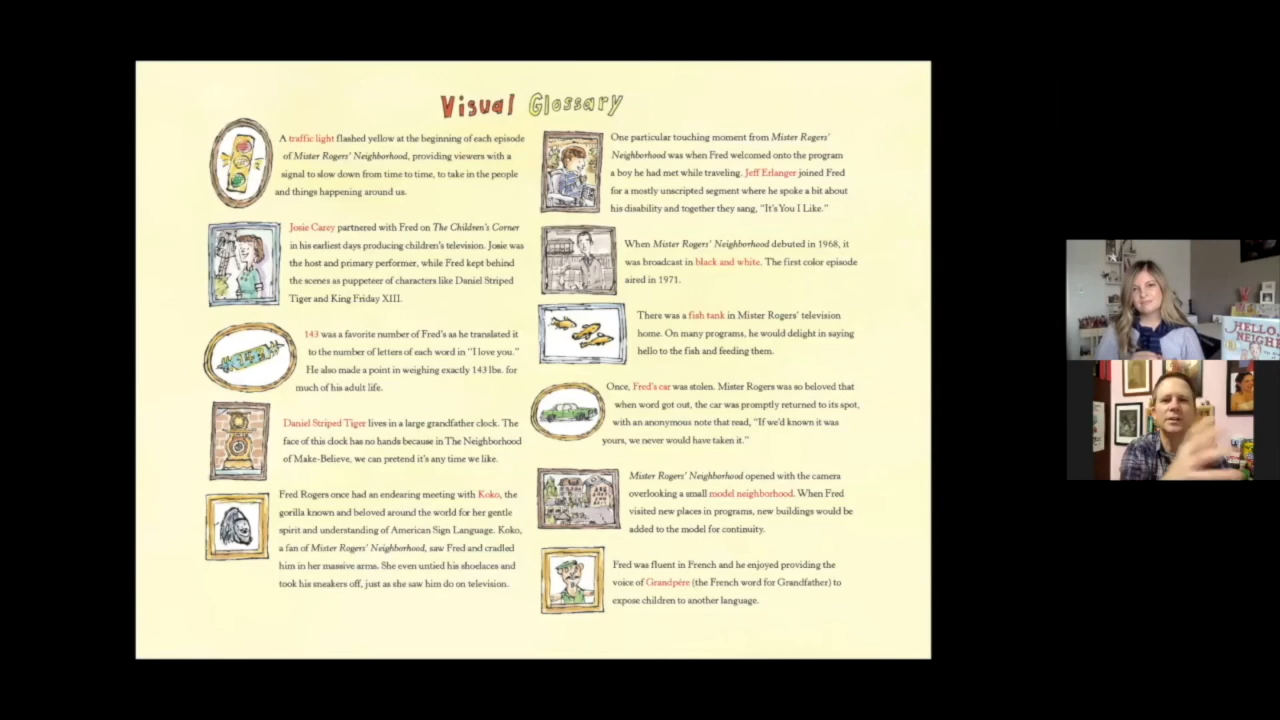 Visual Glossary
A traffic light flashed yellow at the beginning of each episode
of Mister Rogers' Neighborhood, providing viewers with a
signal to slow down from time to time, to take in the people
and things happening around us.
Josie Carey partnered with Fred on The Children's Corner
in his earliest days producing children's television. Josie was
the host and primary performer, while Fred kept behind
the scenes as puppeteer of characters like Daniel Striped
Tiger and King Friday XIII.
143 was a favorite number of Fred's as he translated it
to the number of letters of each word in "I love you."
He also made a point in weighing exactly 143 lbs. for
much of his adult life.
Daniel Striped Tiger lives in a large grandfather clock. The
face of this clock has no hands because in The Neighborhood
of Make-Believe, we can pretend it's any time we like.
Fred Rogers once had an endearing meeting with Koko, the
gorilla known and beloved around the world for her gentle
spirit and understanding of American Sign Language. Koko,
a fan of Mister Rogers' Neighborhood, saw Fred and cradled
him in her massive arms. She even untied his shoelaces and
took his sneakers off, just as she saw him do on television.
One particular touching moment from Mister Rogers'
Neighborhood was when Fred welcomed onto the program
a boy he had met while traveling. Jeff Erlanger joined Fred
for a mostly unscripted segment where he spoke a bit about
his disability and together they sang, "It's You I Like."
When Mister Rogers' Neighborhood debuted in 1968, it
was broadcast in black and white. The first color episode
aired in 1971.
There was a fish tank in Mister Rogers' television
home. On many programs, he would delight in saying
hello to the fish and feeding them.
Once, Fred's car was stolen. Mister Rogers was so beloved that
when word got out, the car was promptly returned to its spot,
with an anonymous note that read, "If we'd known it was
yours, we never would have taken it."
Mister Rogers' Neighborhood opened with the camera
overlooking a small model neighborhood. When Fred
visited new places in programs, new buildings would be
added to the model for continuity.
Fred was fluent in French and he enjoyed providing the
voice of Grandpére (the French word for Grandfather) to
expose children to another language.
HELLO
NEIGH